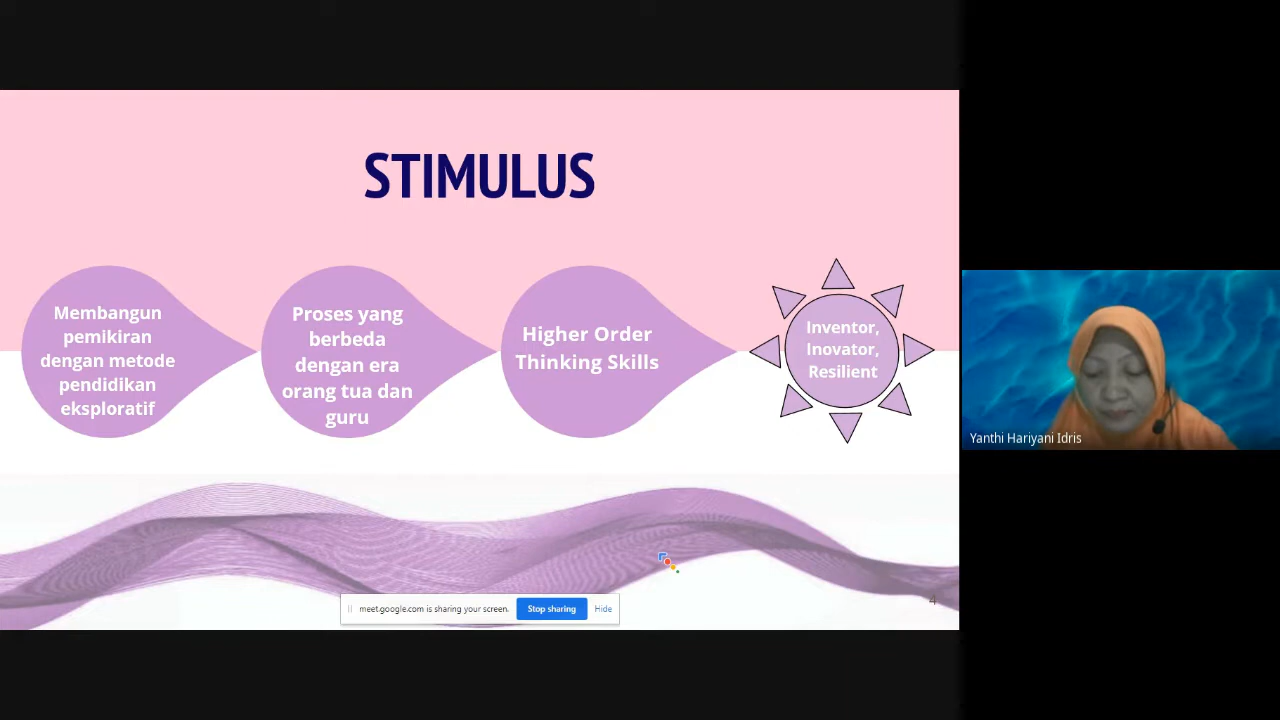 STIMULUS
Membangun
pemikiran
dengan metode
pendidikan
eksploratif
Proses yang
berbeda
dengan era
orang tua dan
guru
Higher Order
Thinking Skills
Inventor,
Inovator,
Resilient
Yanthi Hariyani Idris
4
meet.google.com is sharing your screen.
Stop sharing
Hide